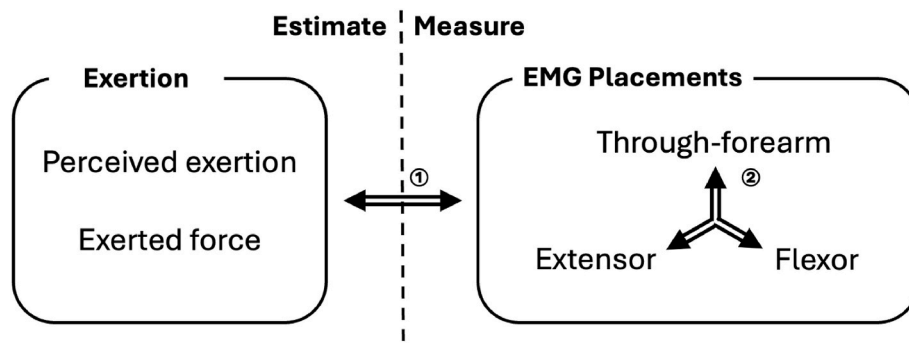 Estimate Measure
Exertion
Perceived exertion
Exerted force
①
EMG Placements
Through-forearm
②
Extensor
Flexor